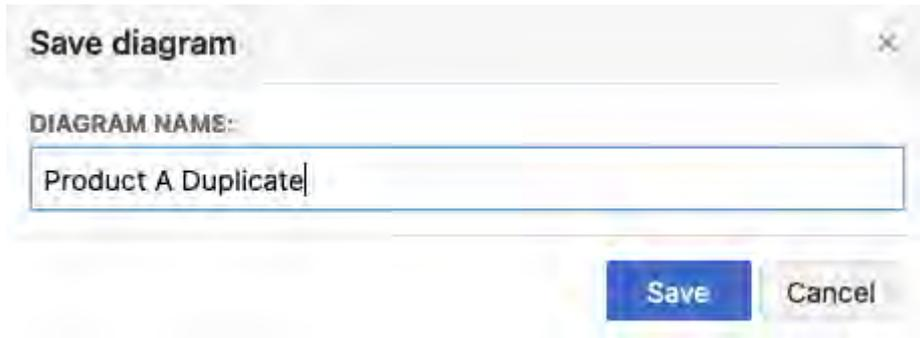 Save diagram
DIAGRAM NAME:
Product A Duplicate
Save Cancel